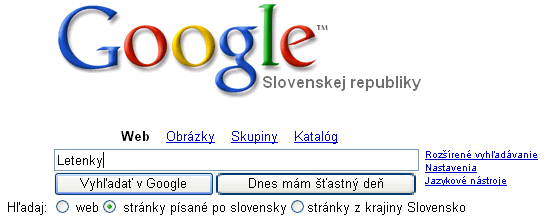 Google™
Slovenskej republiky
Web Obrázky Skupiny Katalóg
Letenky
Rozšírené vyhľadávanie
Nastavenia
Jazykové nástroje
Vyhľadať v Google Dnes mám šťastný deň
Hľadaj: web stránky písané po slovensky stránky z krajiny Slovensko